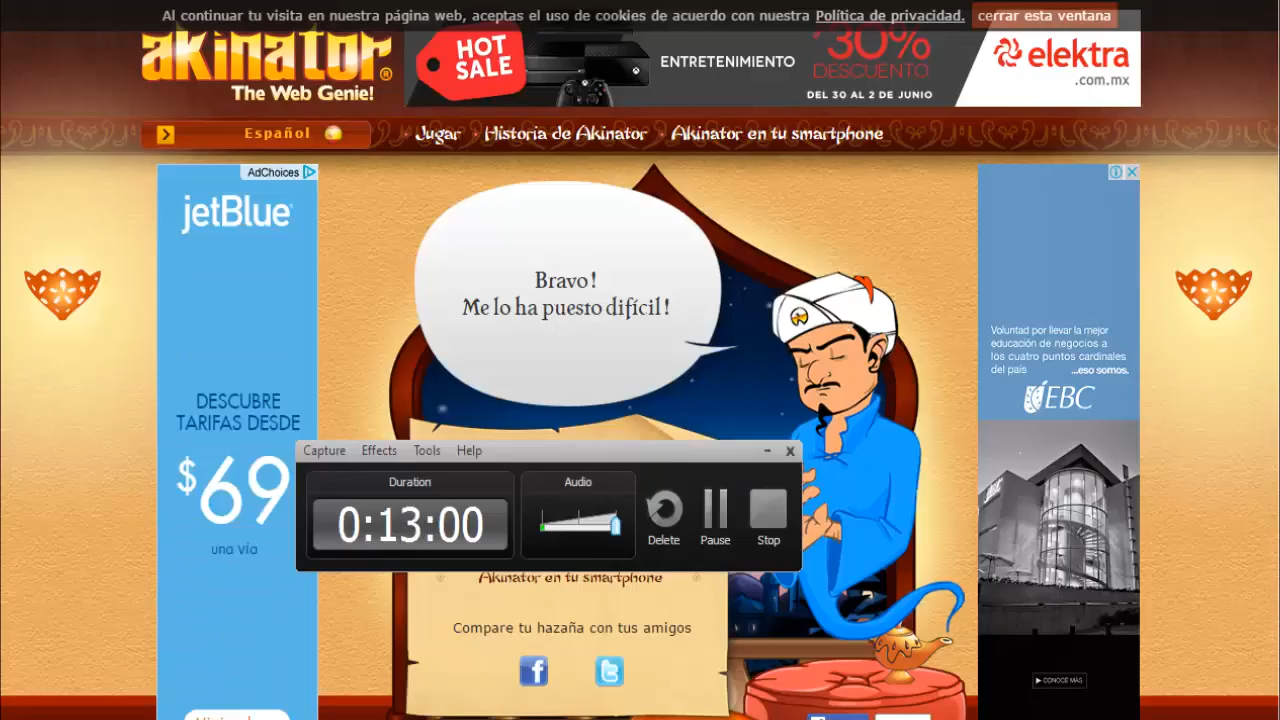 Al continuar tu visita en nuestra página web, aceptas el uso de cookies de acuerdo con nuestra Política de privacidad. cerrar esta ventana
akinator®
The Web Genie!
HOT
SALE
ENTRETENIMIENTO
30%
DESCUENTO
DEL 30 AL 2 DE JUNIO
elektra
.com.mx
Español
Jugar
Historia de Akinator
Akinator en tu smartphone
AdChoices
jetBlue
DESCUBRE
TARIFAS DESDE
$69
una vía
Bravo!
Me lo ha puesto difícil!
Voluntad por llevar la mejor
educación de negocios a
los cuatro puntos cardinales
del país
...eso somos.
EBC
CONOCE MÁS
Capture Effects Tools Help
Duration
0:13:00
Audio
Delete
Pause
Stop
Akinator en tu smartphone
Compare tu hazaña con tus amigos